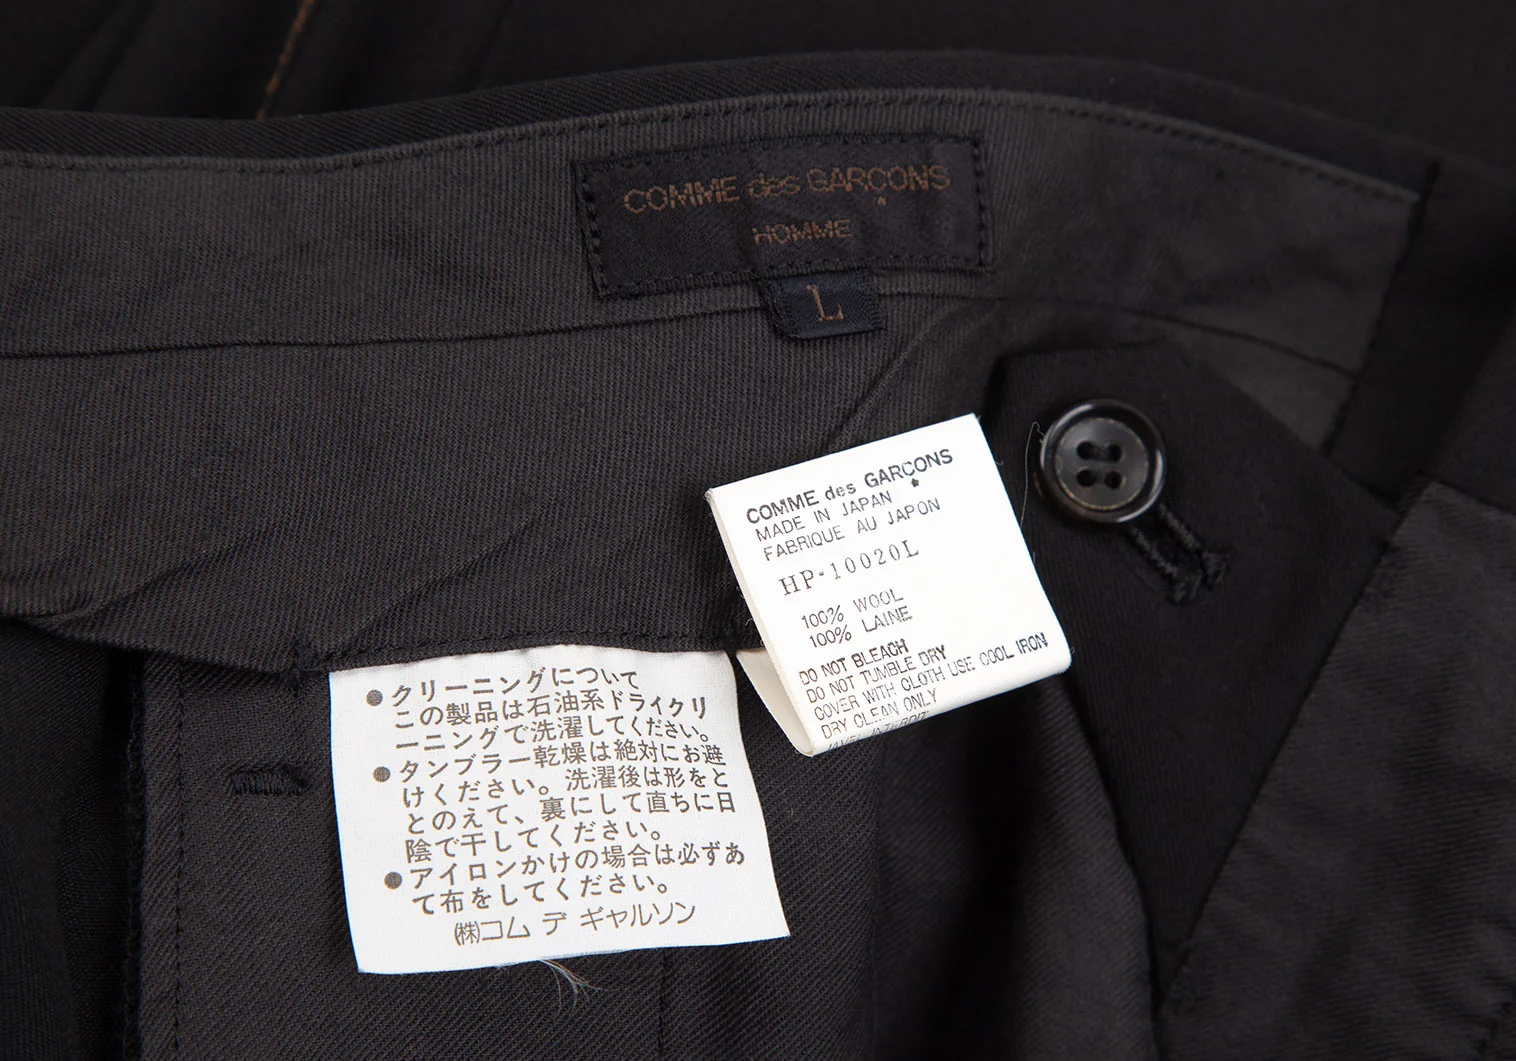 COMME des GARÇONS
HOMME
L
COMME des GARÇONS
MADE IN JAPAN
FABRIQUE AU JAPON
HP-10020L
100% WOOL
100% LAINE
DO NOT BLEACH
DO NOT TUMBLE DRY
COVER WITH CLOTH USE COOL IRON
DRY CLEAN ONLY
●クリーニングについて
この製品は石油系ドライクリ
ーニングで洗濯してください。
●タンブラー乾燥は絶対にお避
けください。洗濯後は形をと
とのえて、裏にして直ちに日
陰で干してください。
●アイロンかけの場合は必ずあ
て布をしてください。
㈱コム デ ギャルソン